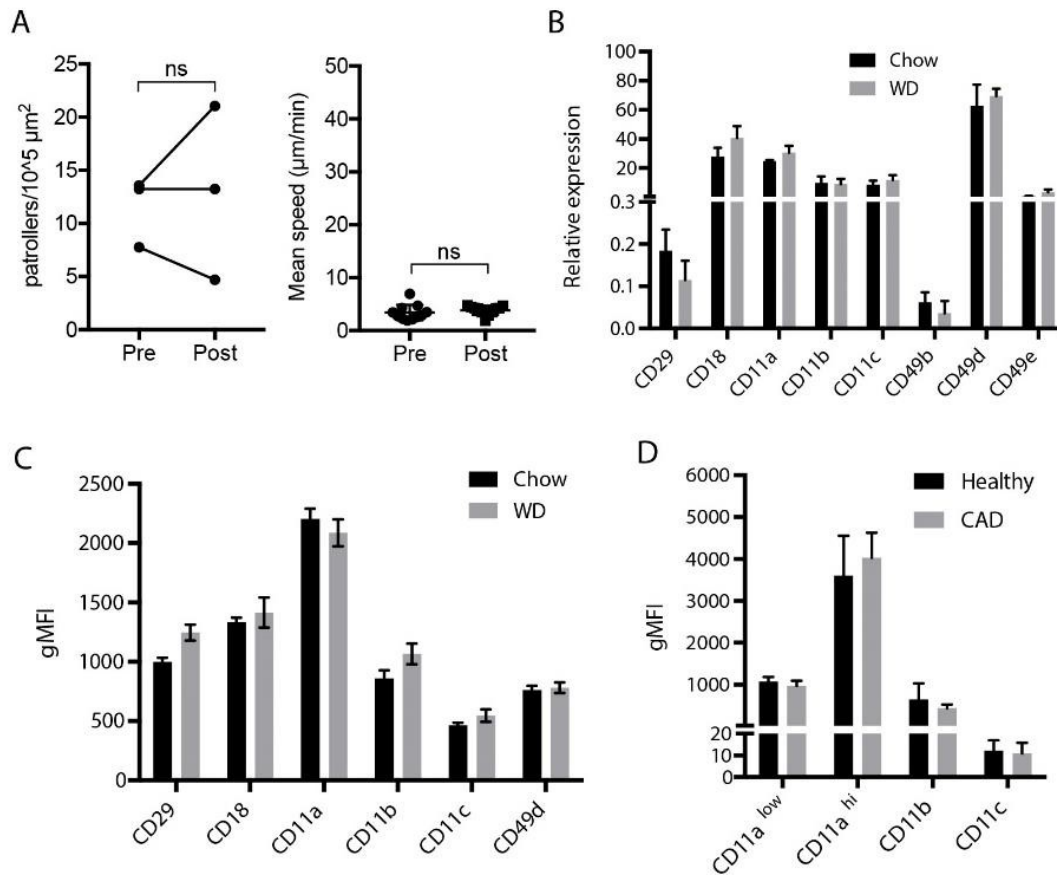 A
patrollers/10^5 µm2
25
20
15
10
5
0
ns
Pre Post
Mean speed (µm/min)
50
40
30
20
10
0
ns
Pre Post
B
Relative expression
100
80
60
40
20
0.3
0.2
0.1
0.0
Chow
WD
CD29 CD18 CD11a CD11b CD11c CD49b CD49d CD49e
C
gMFI
2500
2000
1500
1000
500
0
Chow
WD
CD29 CD18 CD11a CD11b CD11c CD49d
D
gMFI
6000
5000
4000
3000
2000
1000
20
10
0
Healthy
CAD
CD11a low CD11a hi CD11b CD11c